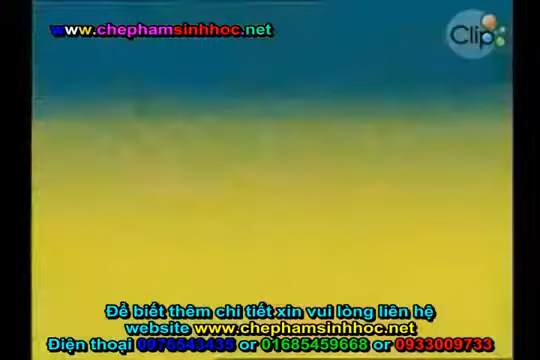 www.chephamsinhhoc.net
Clip
Để biết thêm chi tiết xin vui lòng liên hệ
website www.chephamsinhhoc.net
Điện thoại 0976543435 or 01685459668 or 0933009733